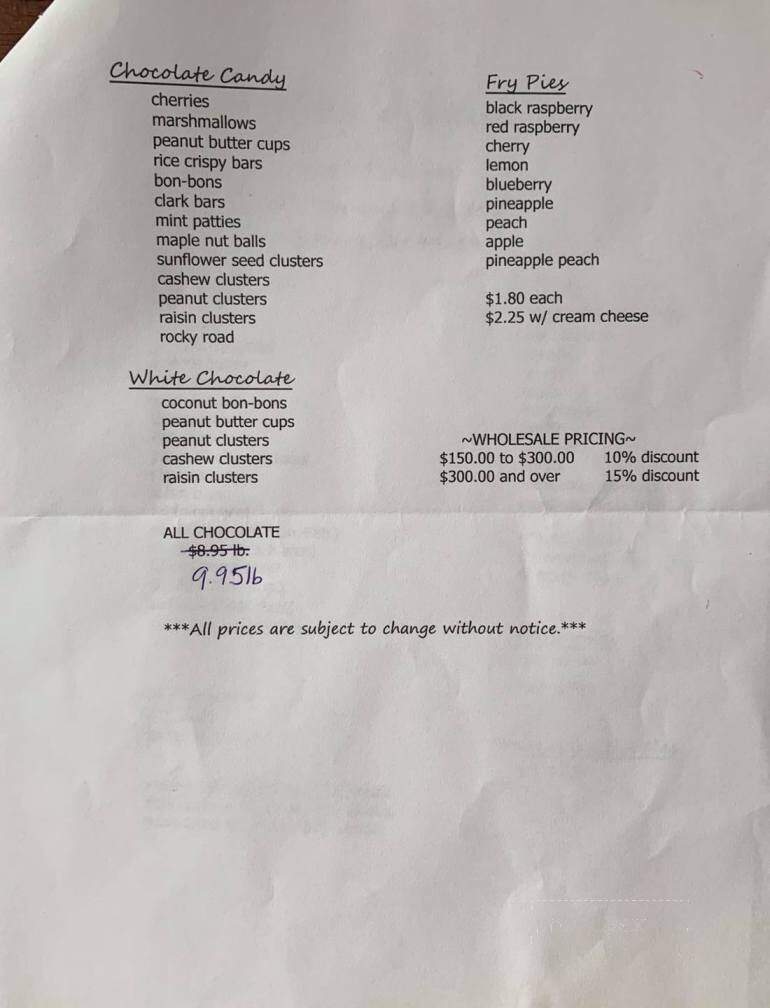 Chocolate Candy
cherries
marshmallows
peanut butter cups
rice crispy bars
bon-bons
clark bars
mint patties
maple nut balls
sunflower seed clusters
cashew clusters
peanut clusters
raisin clusters
rocky road
White Chocolate
coconut bon-bons
peanut butter cups
peanut clusters
cashew clusters
raisin clusters
ALL CHOCOLATE
$8.95 lb.
9.95lb
Fry Pies
black raspberry
red raspberry
cherry
lemon
blueberry
pineapple
peach
apple
pineapple peach
$1.80 each
$2.25 w/ cream cheese
~WHOLESALE PRICING~
$150.00 to $300.00 10% discount
$300.00 and over 15% discount
***All prices are subject to change without notice.***